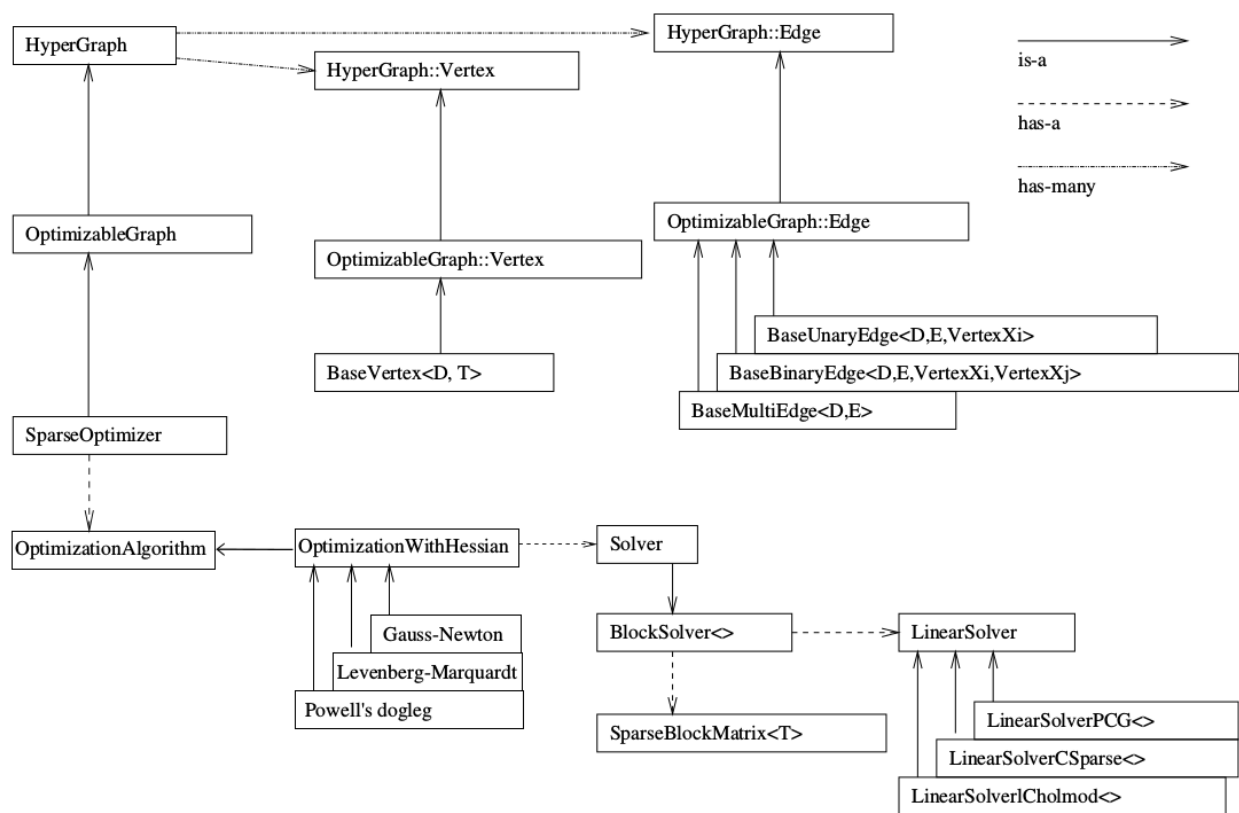 HyperGraph
HyperGraph::Edge
HyperGraph::Vertex
is-a
has-a
has-many
OptimizableGraph
OptimizableGraph::Edge
OptimizableGraph::Vertex
BaseUnaryEdge<D,E,VertexXi>
BaseVertex<D, T>
BaseBinaryEdge<D,E,VertexXi,VertexXj>
BaseMultiEdge<D,E>
SparseOptimizer
OptimizationAlgorithm
OptimizationWithHessian
Solver
Gauss-Newton
Levenberg-Marquardt
Powell's dogleg
BlockSolver<>
LinearSolver
SparseBlockMatrix<T>
LinearSolverPCG<>
LinearSolverCSparse<>
LinearSolverlCholmod<>